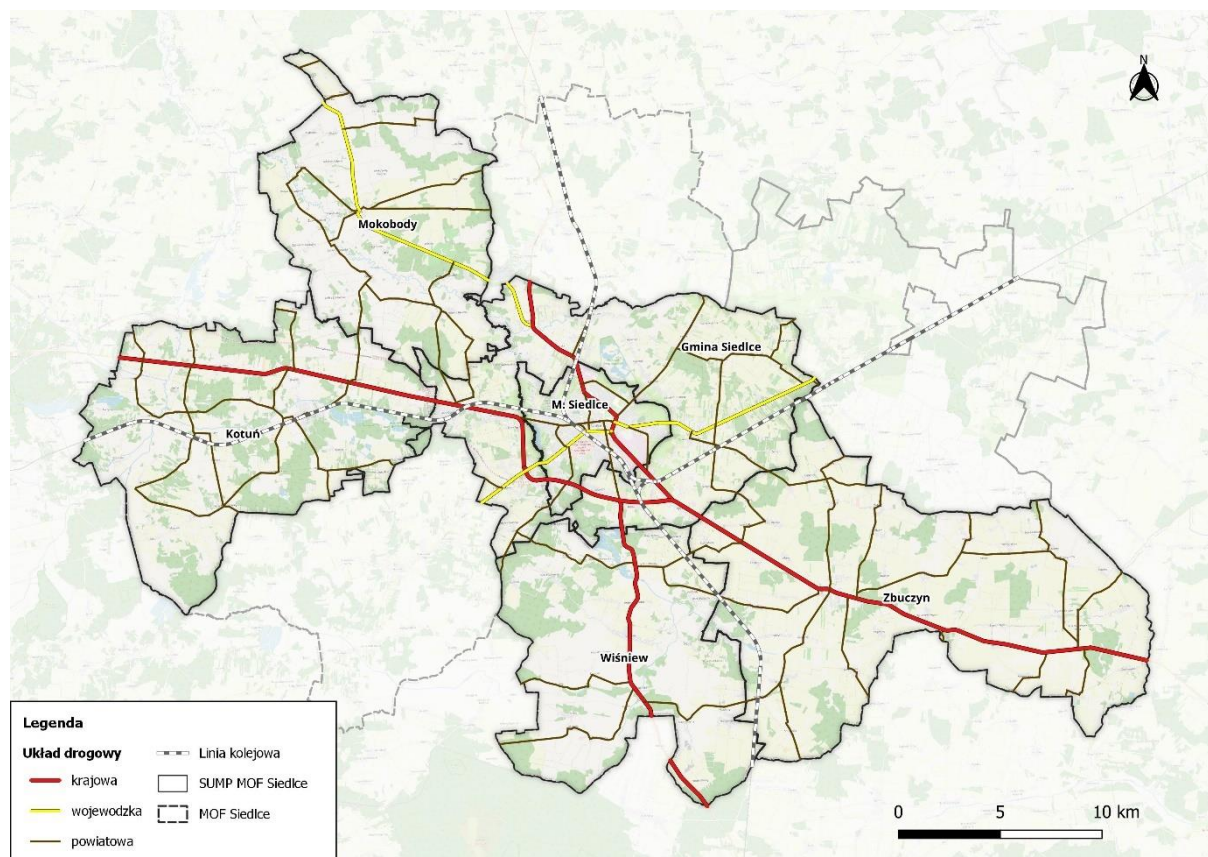 N
Mokobody
Gmina Siedlce
M. Siedlce
Kotuń
Zbuczyn
Wiśniew
Legenda
Układ drogowy
krajowa
wojewodzka
powiatowa
Linia kolejowa
SUMP MOF Siedlce
MOF Siedlce
0 5 10 km